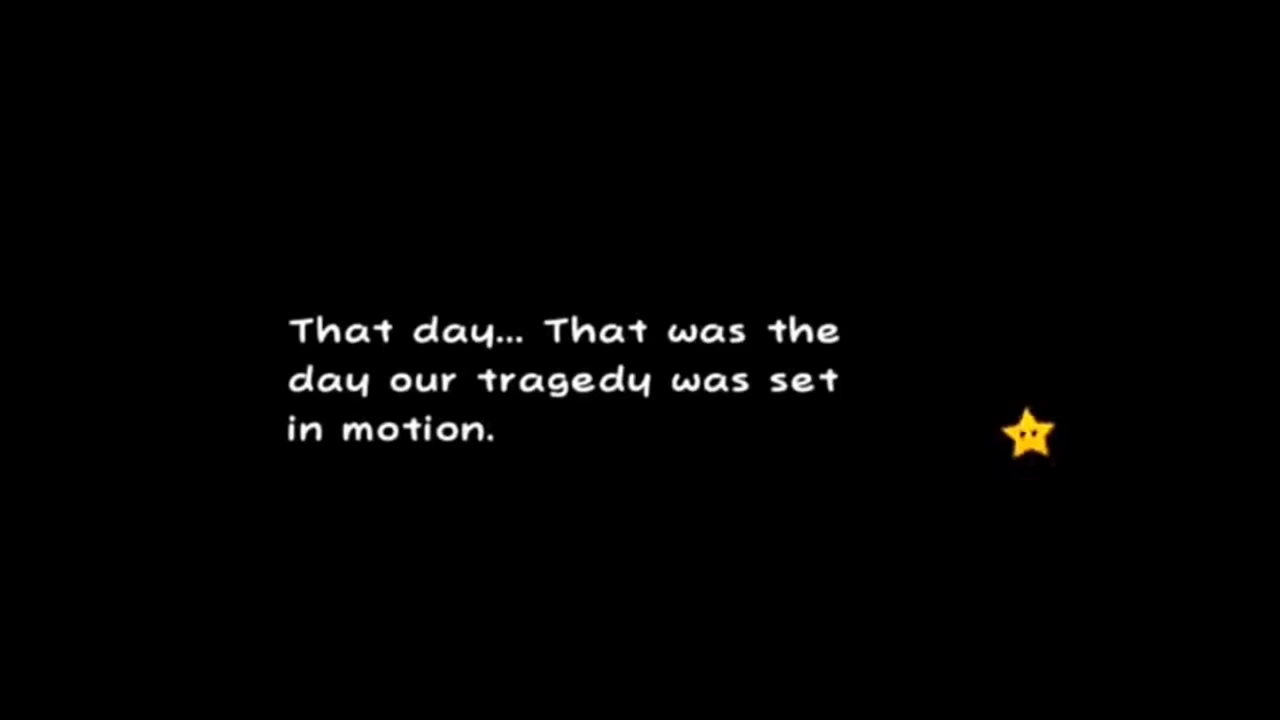 That day... That was the
day our tragedy was set
in motion.